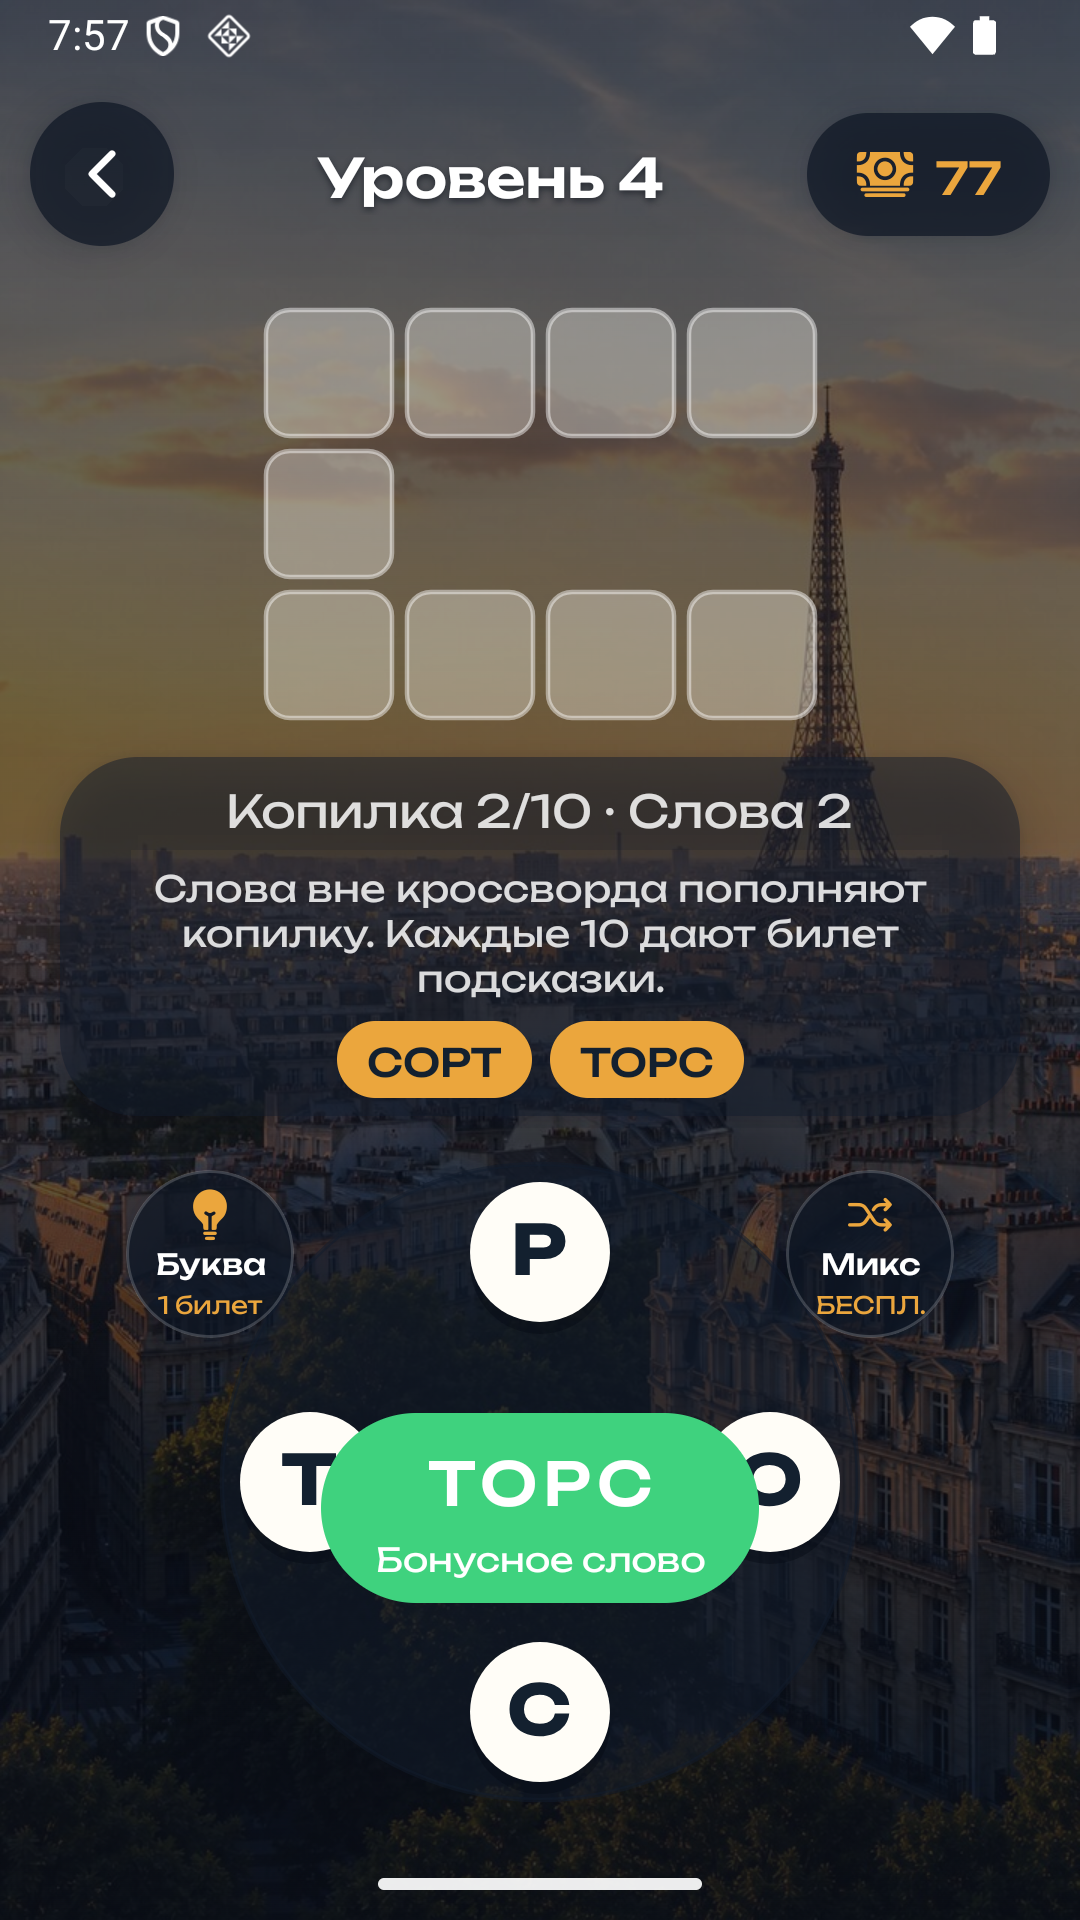 7:57
Уровень 4
77
Копилка 2/10 · Слова 2
Слова вне кроссворда пополняют
копилку. Каждые 10 дают билет
подсказки.
СОРТ ТОРС
Буква
1 билет
Р
Микс
БЕСПЛ.
Т
О
ТОРС
Бонусное слово
С